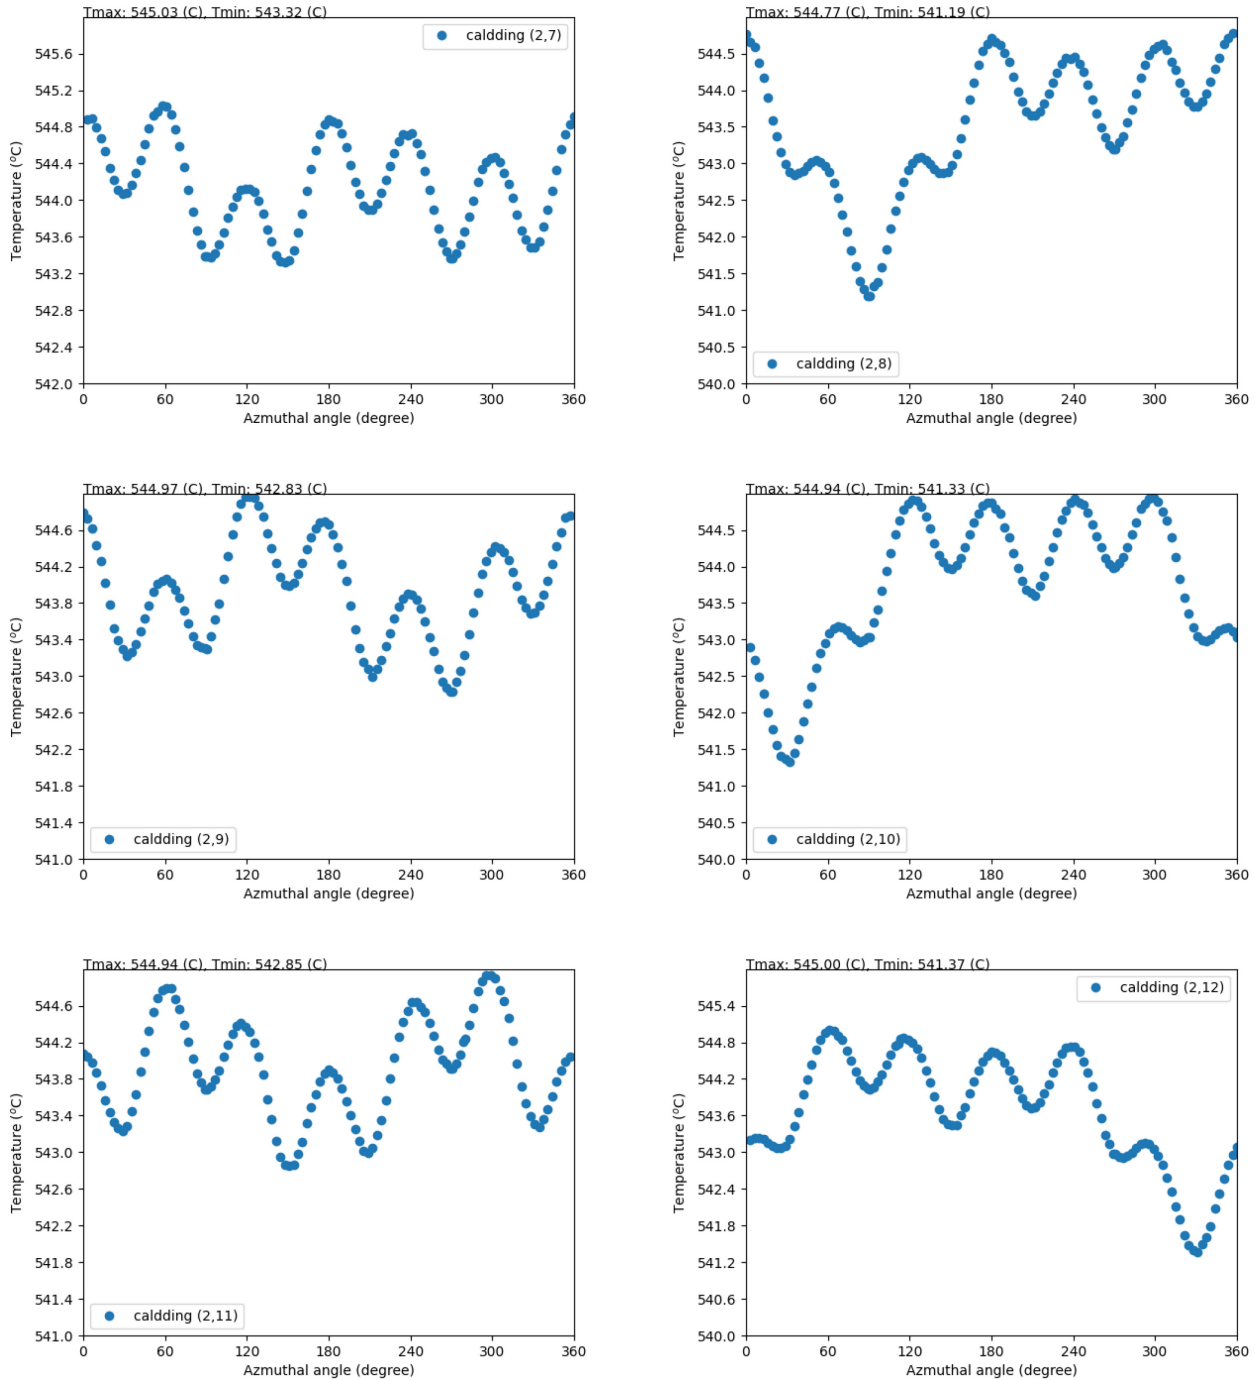 Tmax: 545.03 (C), Tmin: 543.32 (C)
caldding (2,7)
Temperature (°C)
545.6
545.2
544.8
544.4
544.0
543.6
543.2
542.8
542.4
542.0
0 60 120 180 240 300 360
Azmuthal angle (degree)
Tmax: 544.77 (C), Tmin: 541.19 (C)
caldding (2,8)
Temperature (°C)
544.5
544.0
543.5
543.0
542.5
542.0
541.5
541.0
540.5
540.0
0 60 120 180 240 300 360
Azmuthal angle (degree)
Tmax: 544.97 (C), Tmin: 542.83 (C)
caldding (2,9)
Temperature (°C)
544.6
544.2
543.8
543.4
543.0
542.6
542.2
541.8
541.4
541.0
0 60 120 180 240 300 360
Azmuthal angle (degree)
Tmax: 544.94 (C), Tmin: 541.33 (C)
caldding (2,10)
Temperature (°C)
544.5
544.0
543.5
543.0
542.5
542.0
541.5
541.0
540.5
540.0
0 60 120 180 240 300 360
Azmuthal angle (degree)
Tmax: 544.94 (C), Tmin: 542.85 (C)
caldding (2,11)
Temperature (°C)
544.6
544.2
543.8
543.4
543.0
542.6
542.2
541.8
541.4
541.0
0 60 120 180 240 300 360
Azmuthal angle (degree)
Tmax: 545.00 (C), Tmin: 541.37 (C)
caldding (2,12)
Temperature (°C)
545.4
544.8
544.2
543.6
543.0
542.4
541.8
541.2
540.6
540.0
0 60 120 180 240 300 360
Azmuthal angle (degree)